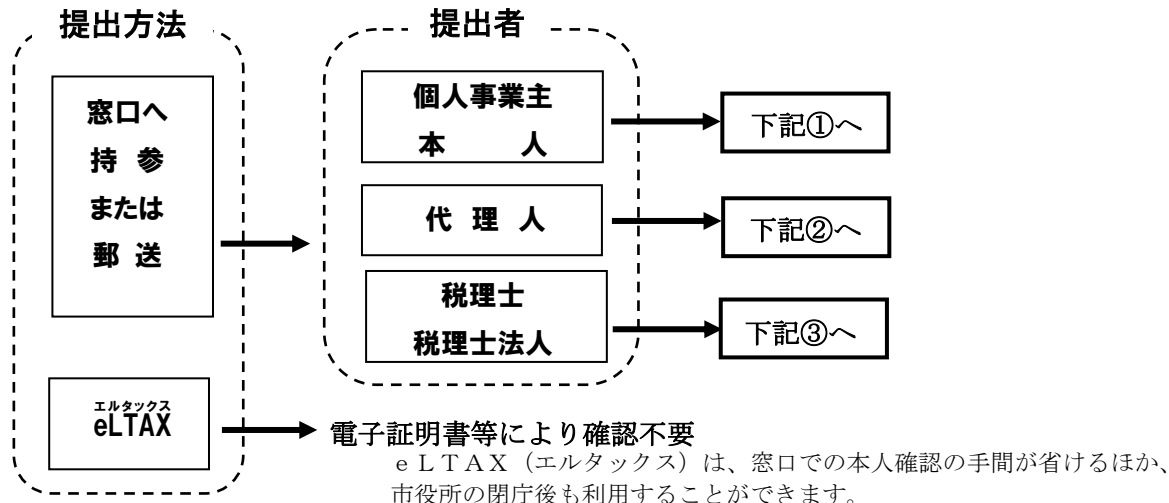 提出方法
提出者
窓口へ
持 参
または
郵 送
個人事業主
本　　人
下記①へ
代 理 人
下記②へ
税理士
税理士法人
下記③へ
エルタックス
eLTAX
電子証明書等により確認不要
ｅＬＴＡＸ（エルタックス）は、窓口での本人確認の手間が省けるほか、
市役所の閉庁後も利用することができます。